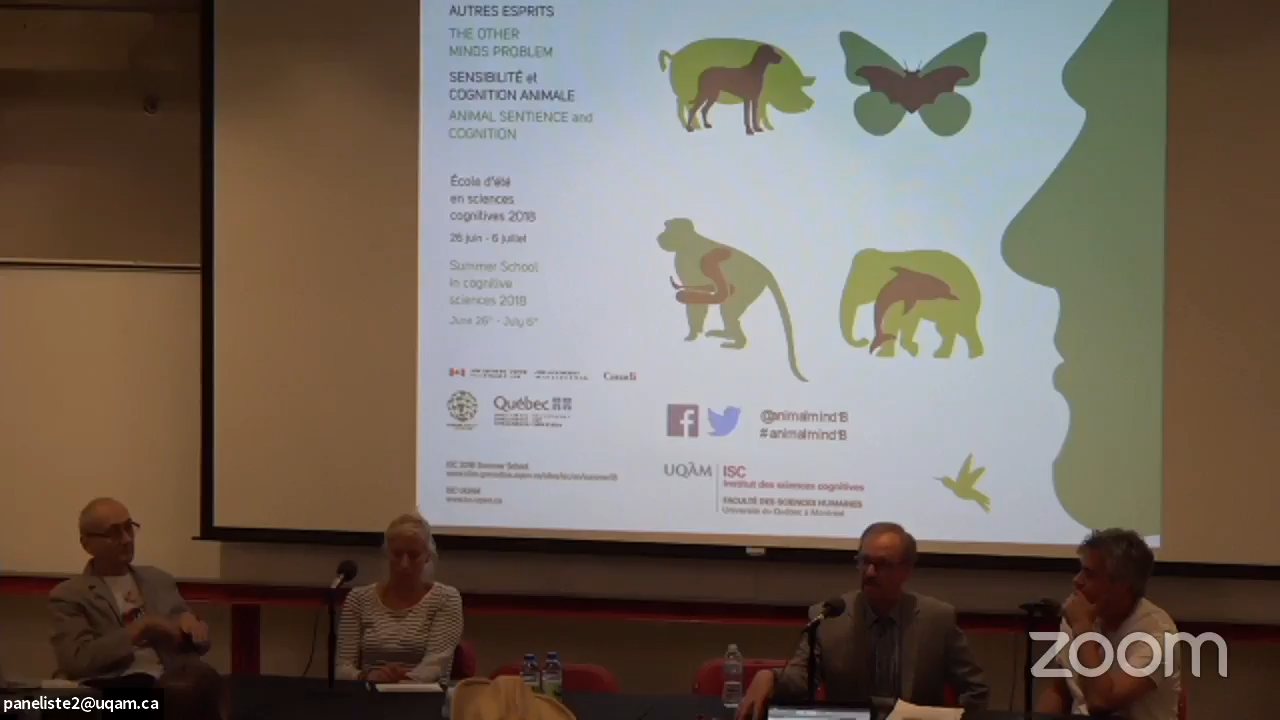 AUTRES ESPRITS
THE OTHER
MINDS PROBLEM
SENSIBILITÉ et
COGNITION ANIMALE
ANIMAL SENTIENCE and
COGNITION
École d'été
en sciences
cognitives 2018
26 juin - 6 juillet
Summer School
in cognitive
sciences 2018
June 26th - July 6th
Canada
Québec
@nimalmind18
#animalmind18
UQÀM
ISC
Institut des sciences cognitives
FACULTÉ DES SCIENCES HUMAINES
Université du Québec à Montréal
ISC 2018 Summer School
ISC UQAM
zoom
paneliste2@uqam.ca